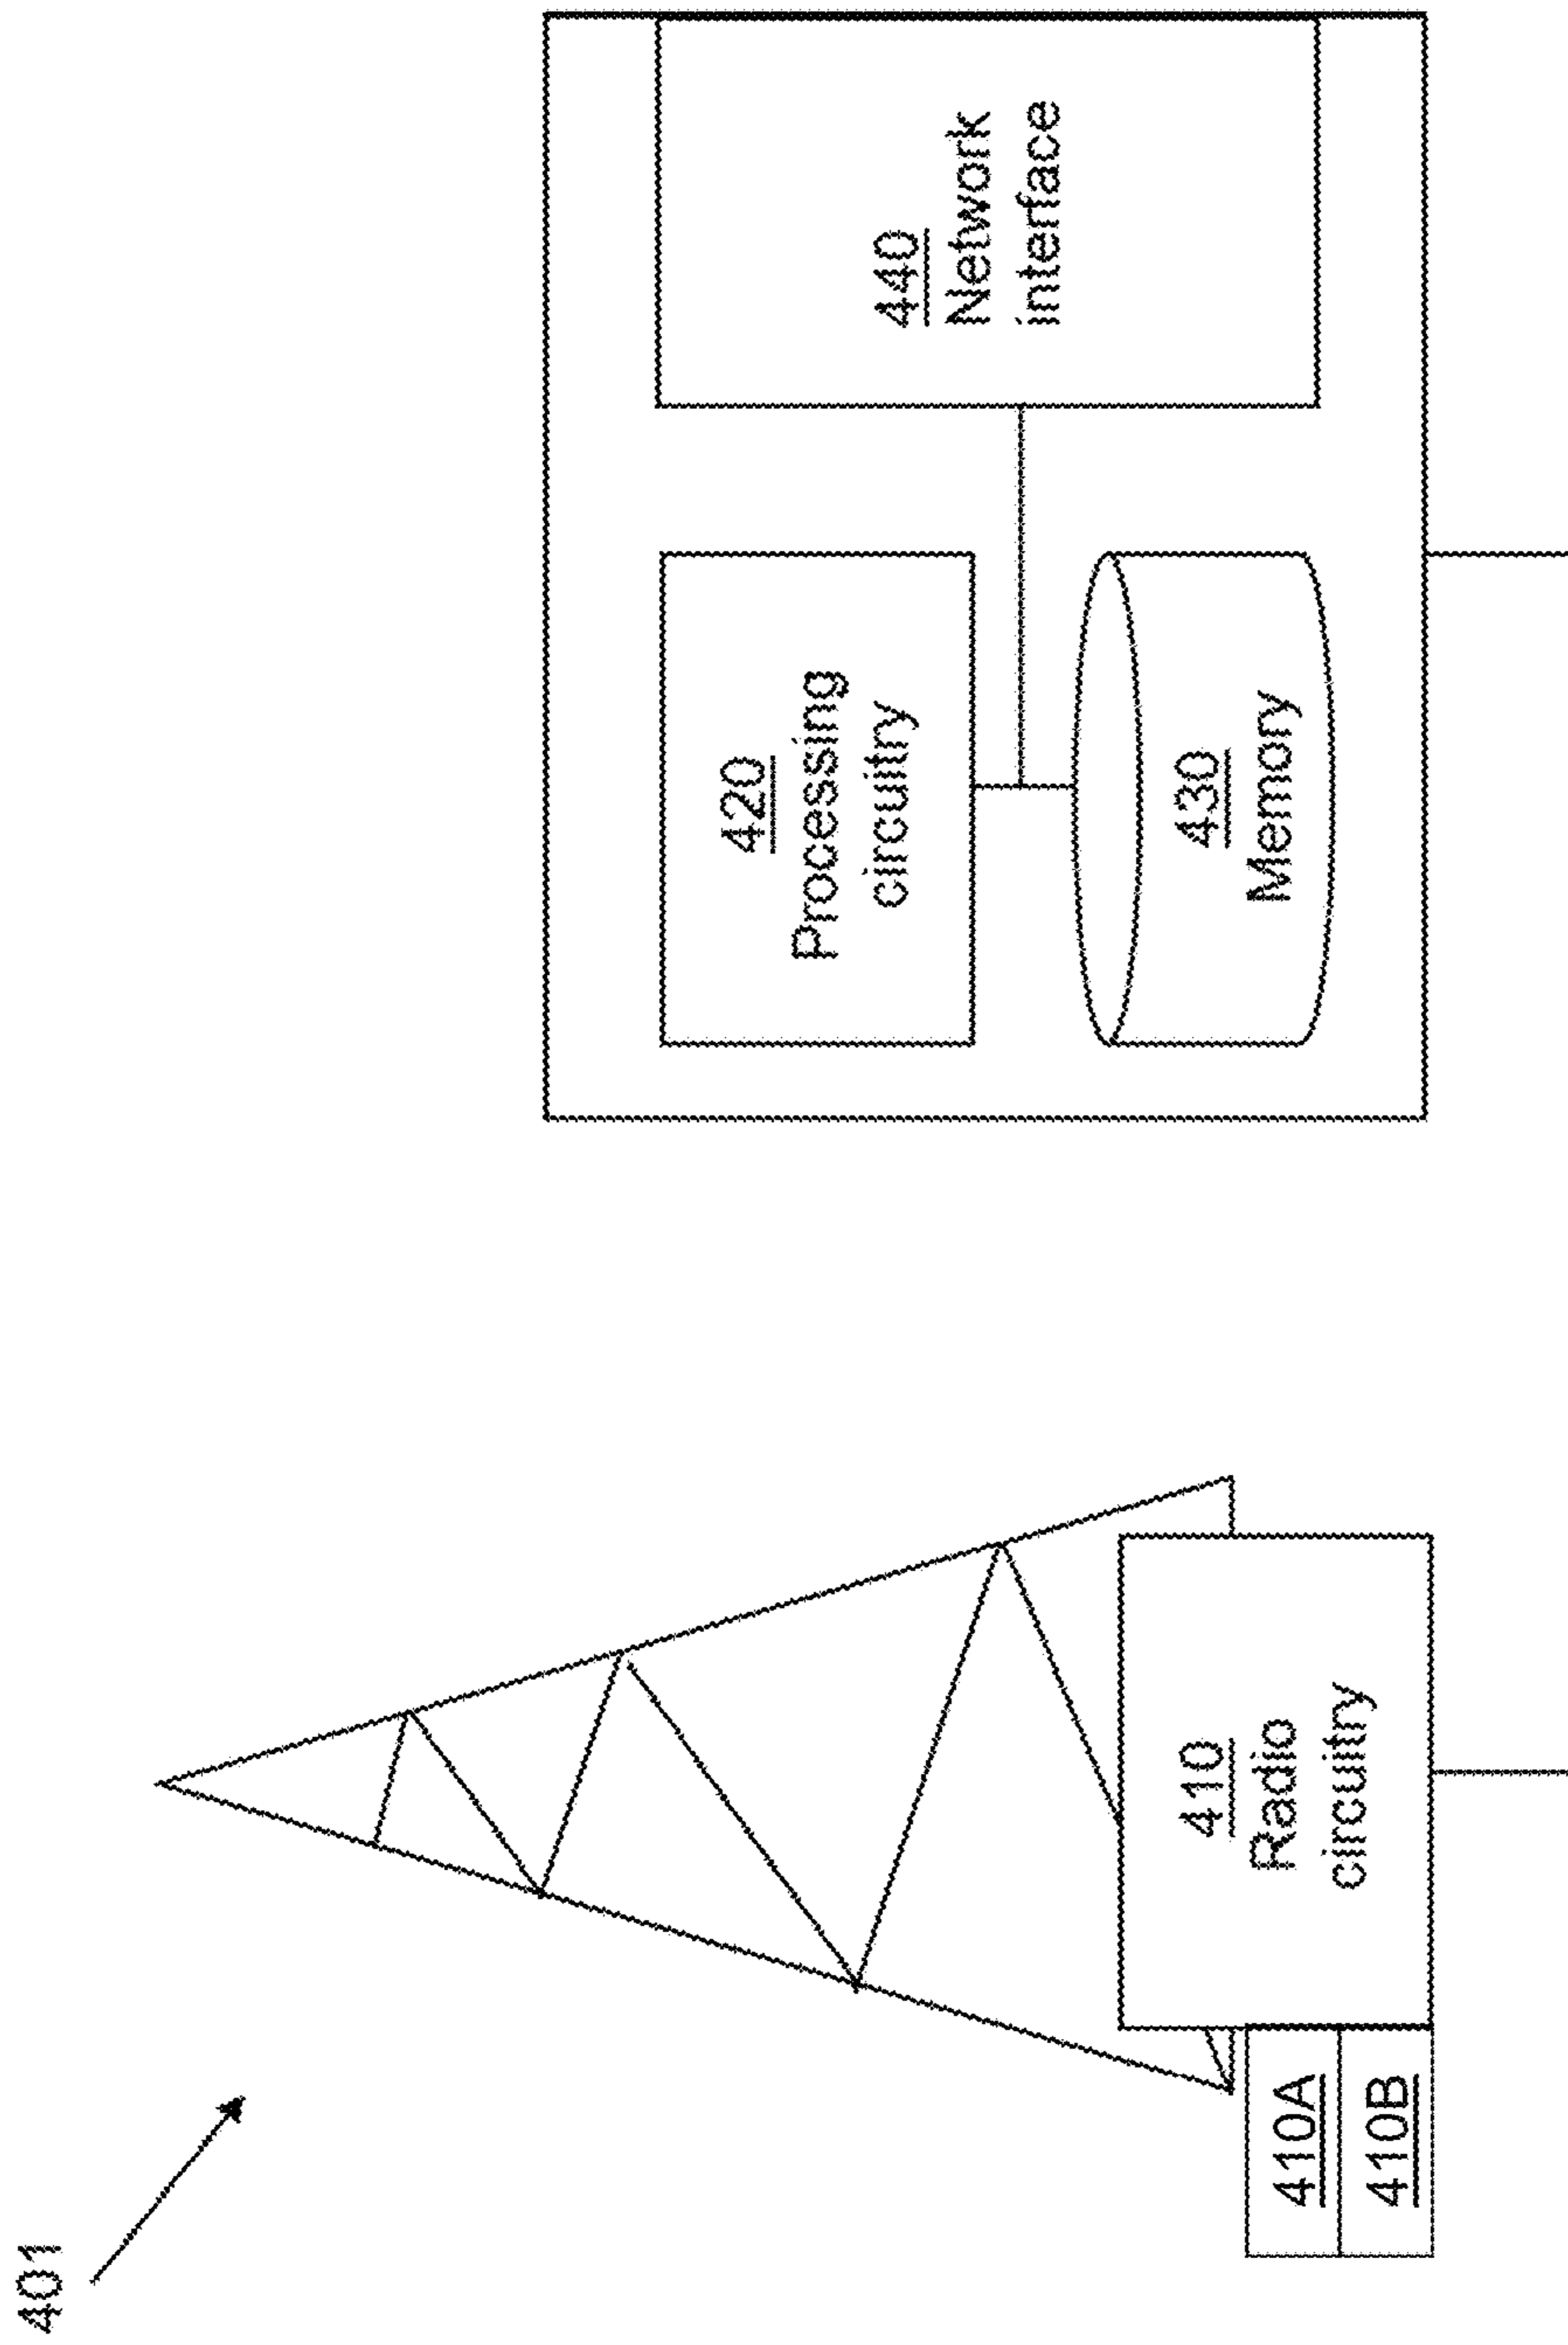 401
410
Radio
circuitry
410A
410B
420
Processing
circuitry
430
Memory
440
Network
interface